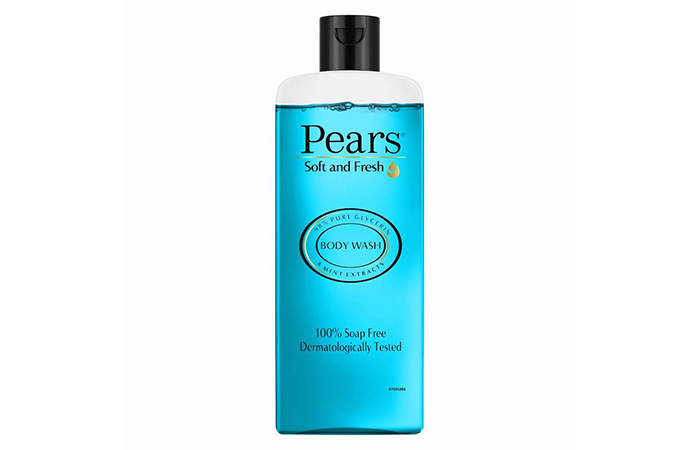 Pears®
Soft and Fresh
98% PURE GLYCERIN
BODY WASH
& MINT EXTRACTS
100% Soap Free
Dermatologically Tested